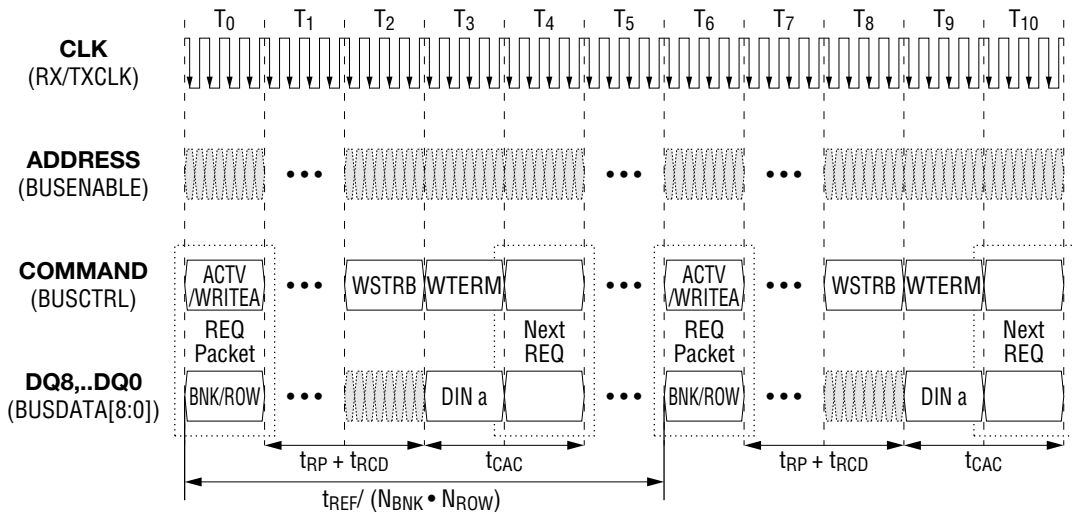 T0 T1 T2 T3 T4 T5 T6 T7 T8 T9 T10
CLK
(RX/TXCLK)
ADDRESS
(BUSENABLE)
••• ••• •••
COMMAND
(BUSCTRL)
ACTV
/WRITEA
••• WSTRB WTERM •••
ACTV
/WRITEA
••• WSTRB WTERM
REQ
Packet
Next
REQ
REQ
Packet
Next
REQ
DQ8,..DQ0
(BUSDATA[8:0])
BNK/ROW ••• DIN a ••• BNK/ROW ••• DIN a
tRP + tRCD tCAC tRP + tRCD tCAC
tREF/ (NBNK • NROW)